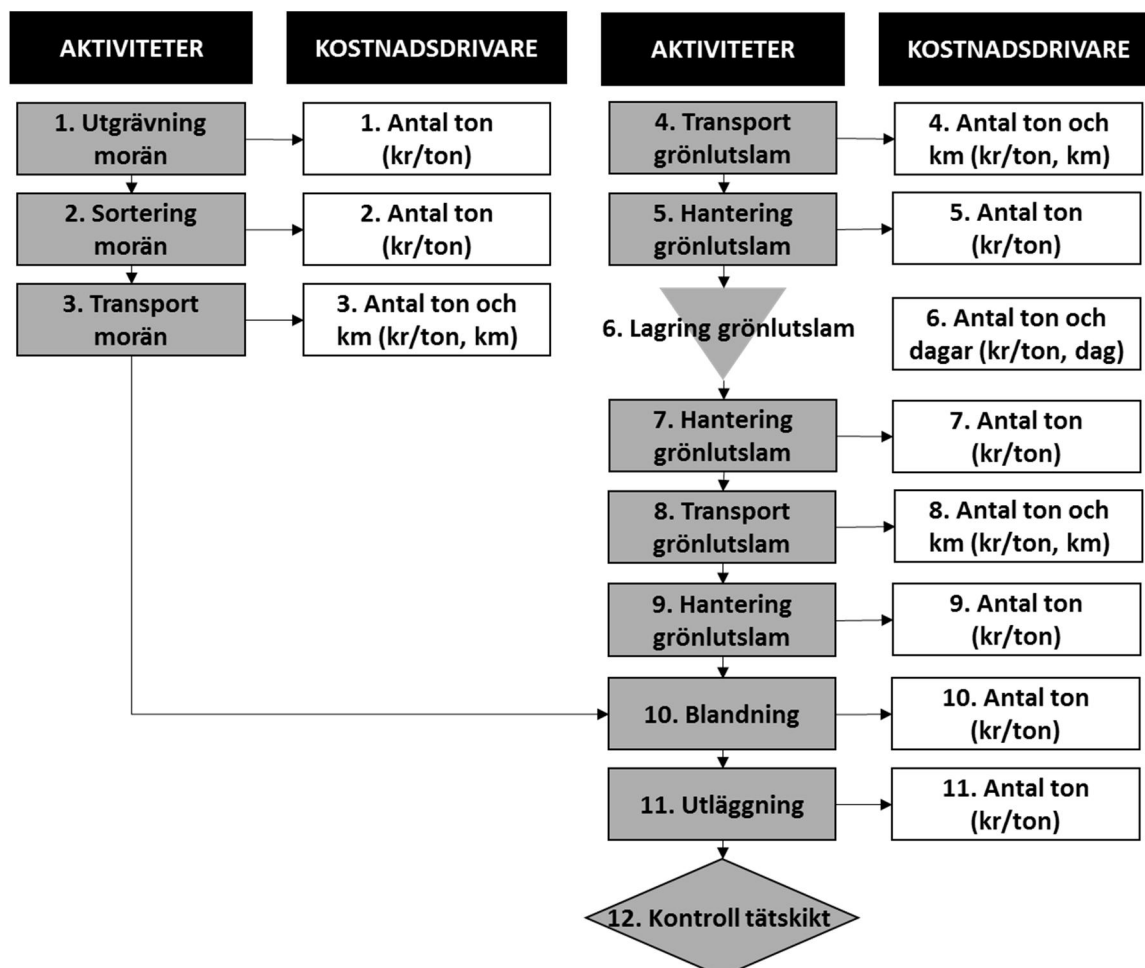 AKTIVITETER
KOSTNADSDRIVARE
1. Utgrävning
morän
1. Antal ton
(kr/ton)
2. Sortering
morän
2. Antal ton
(kr/ton)
3. Transport
morän
3. Antal ton och
km (kr/ton, km)
AKTIVITETER
KOSTNADSDRIVARE
4. Transport
grönlutslam
4. Antal ton och
km (kr/ton, km)
5. Hantering
grönlutslam
5. Antal ton
(kr/ton)
6. Lagring grönlutslam
6. Antal ton och
dagar (kr/ton, dag)
7. Hantering
grönlutslam
7. Antal ton
(kr/ton)
8. Transport
grönlutslam
8. Antal ton och
km (kr/ton, km)
9. Hantering
grönlutslam
9. Antal ton
(kr/ton)
10. Blandning
10. Antal ton
(kr/ton)
11. Utläggning
11. Antal ton
(kr/ton)
12. Kontroll tätskikt